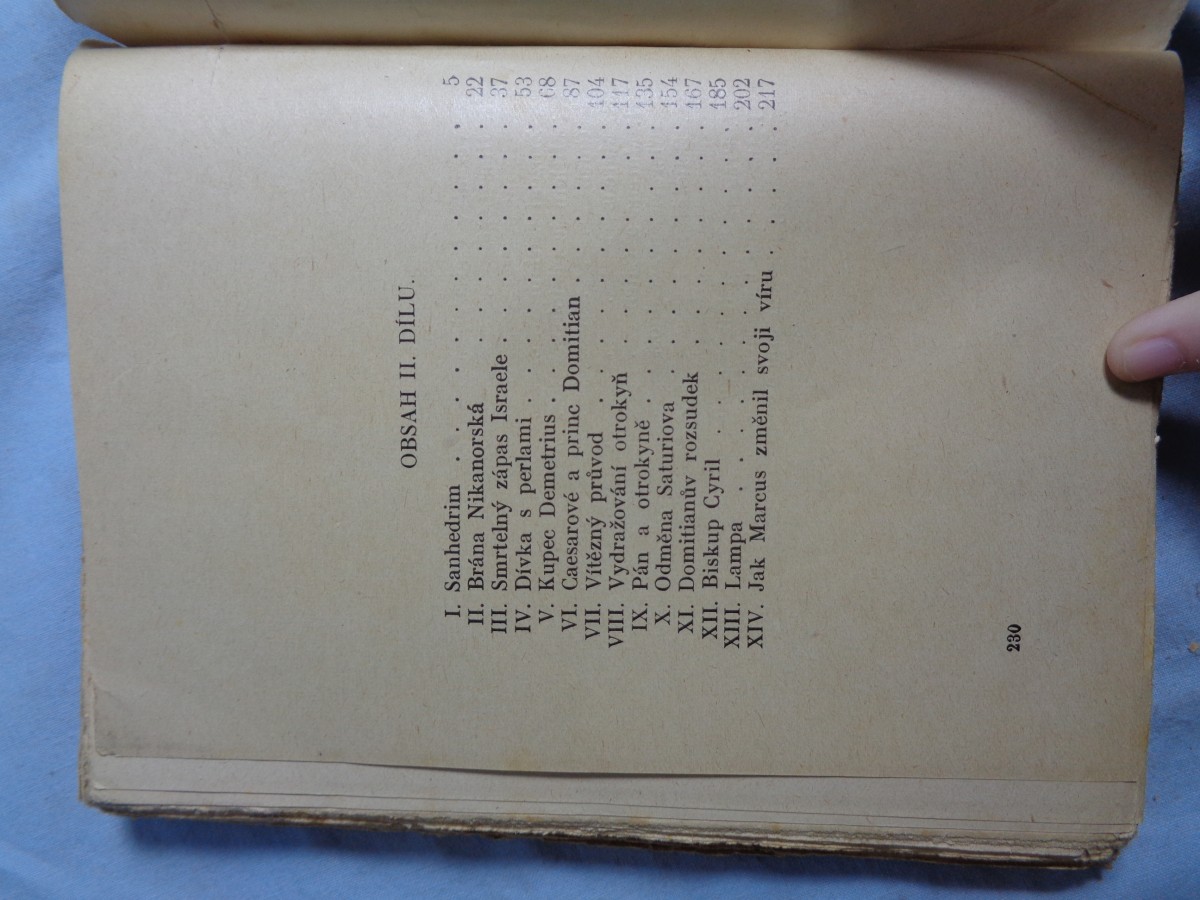 OBSAH II. DÍLU.
I. Sanhedrim . . . . . . . . . . . . 5
II. Brána Nikanorská . . . . . . . . . 22
III. Smrtelný zápas Israele . . . . . . . . 37
IV. Dívka s perlami . . . . . . . . . . 53
V. Kupec Demetrius . . . . . . . . . . 68
VI. Caesarové a princ Domitian . . . . . . 87
VII. Vítězný průvod . . . . . . . . . . 104
VIII. Vydražování otrokyň . . . . . . . . 117
IX. Pán a otrokyně . . . . . . . . . . 135
X. Odměna Saturiova . . . . . . . . . 154
XI. Domitianův rozsudek . . . . . . . . 167
XII. Biskup Cyril . . . . . . . . . . . 185
XIII. Lampa . . . . . . . . . . . . . 202
XIV. Jak Marcus změnil svoji víru . . . . . 217
230